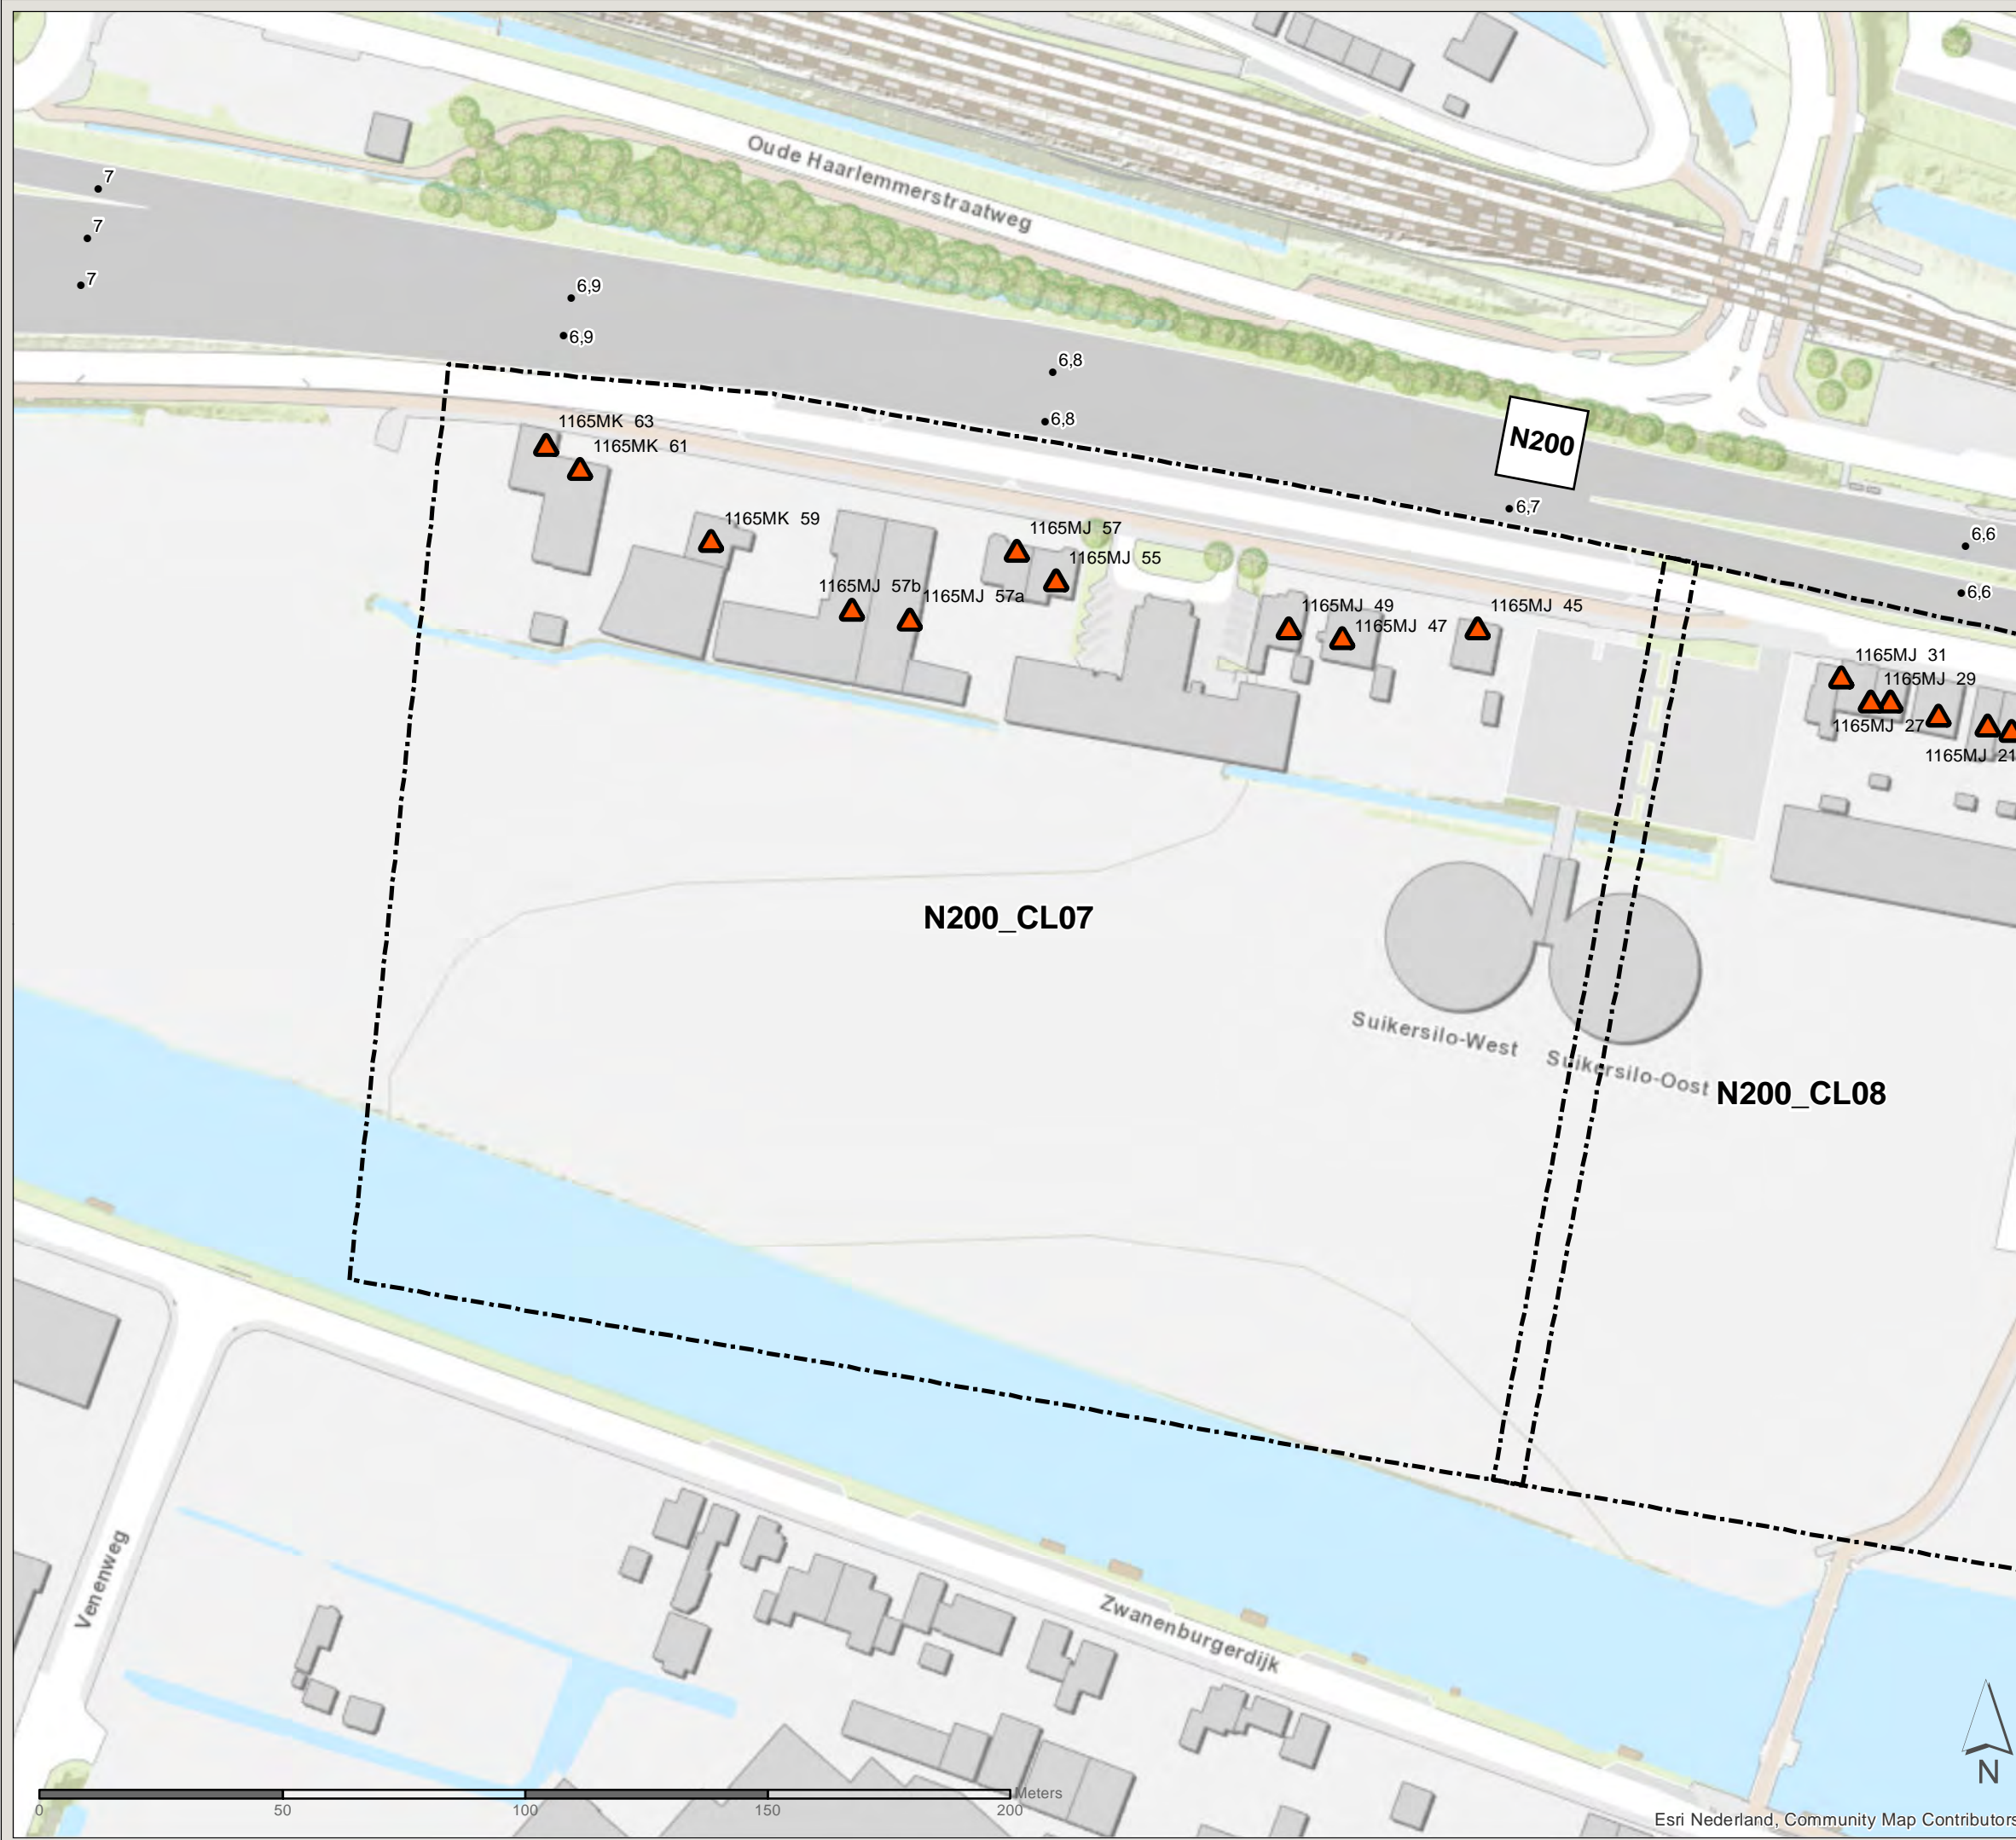 Oude Haarlemmerstraatweg
7
7
7
6,9
6,9
6,8
6,8
N200
6,7
6,6
6,6
1165MK 63
1165MK 61
1165MK 59
1165MJ 57
1165MJ 55
1165MJ 57b
1165MJ 57a
1165MJ 49
1165MJ 47
1165MJ 45
1165MJ 31
1165MJ 29
1165MJ 27
1165MJ 21
N200_CL07
Suikersilo-West
Suikersilo-Oost
N200_CL08
Venenweg
Zwanenburgerdijk
N
Meters
0 50 100 150 200
Esri Nederland, Community Map Contributors